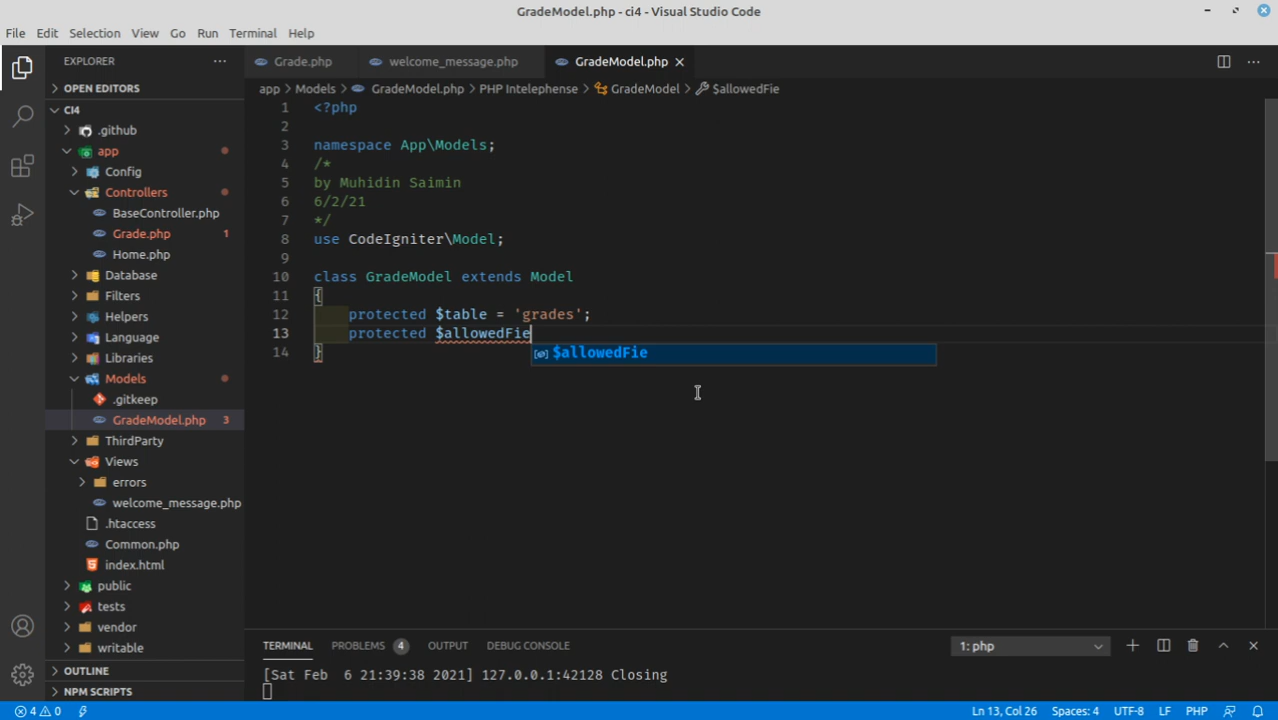 GradeModel.php - ci4 - Visual Studio Code
File Edit Selection View Go Run Terminal Help
EXPLORER ···
OPEN EDITORS
CI4
.github
app
Config
Controllers
BaseController.php
Grade.php 1
Home.php
Database
Filters
Helpers
Language
Libraries
Models
.gitkeep
GradeModel.php 3
ThirdParty
Views
errors
welcome_message.php
.htaccess
Common.php
index.html
public
tests
vendor
writable
OUTLINE
NPM SCRIPTS
Grade.php welcome_message.php GradeModel.php
app > Models > GradeModel.php > PHP Intelephense > GradeModel > $allowedFie
1 <?php
2
3 namespace App\Models;
4 /*
5 by Muhidin Saimin
6 6/2/21
7 */
8 use CodeIgniter\Model;
9
10 class GradeModel extends Model
11 {
12 protected $table = 'grades';
13 protected $allowedFie
14 }
$allowedFie
TERMINAL PROBLEMS 4 OUTPUT DEBUG CONSOLE 1: php
[Sat Feb  6 21:39:38 2021] 127.0.0.1:42128 Closing
4 0 Ln 13, Col 26 Spaces: 4 UTF-8 LF PHP